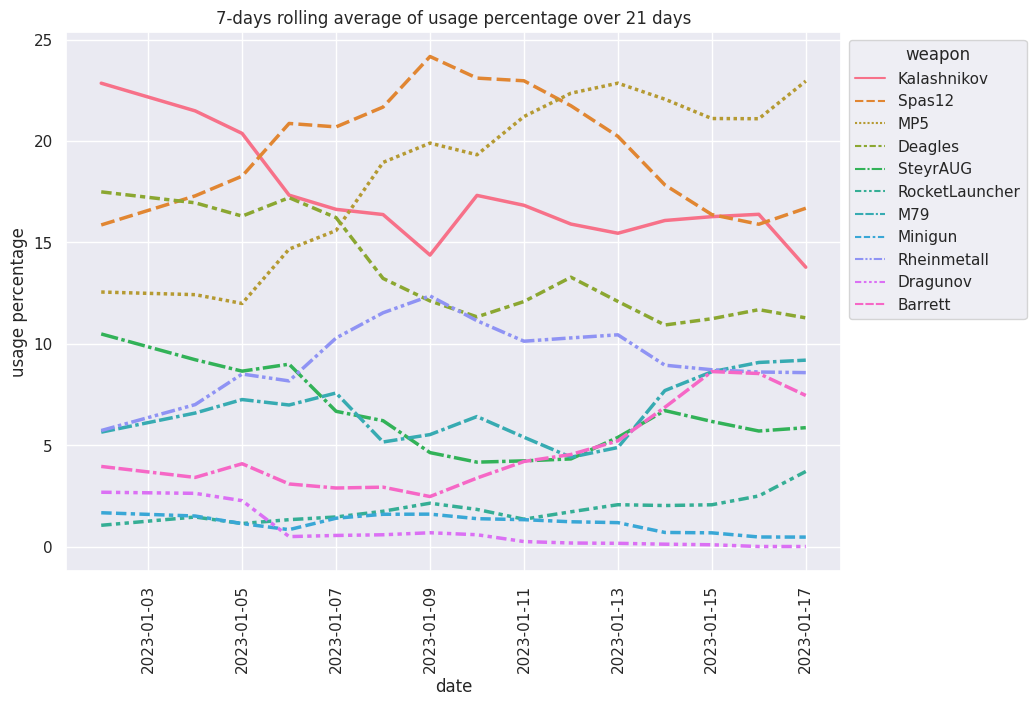 7-days rolling average of usage percentage over 21 days
25
20
15
10
5
0
usage percentage
2023-01-03
2023-01-05
2023-01-07
2023-01-09
2023-01-11
2023-01-13
2023-01-15
2023-01-17
date
weapon
Kalashnikov
Spas12
MP5
Deagles
SteyrAUG
RocketLauncher
M79
Minigun
Rheinmetall
Dragunov
Barrett